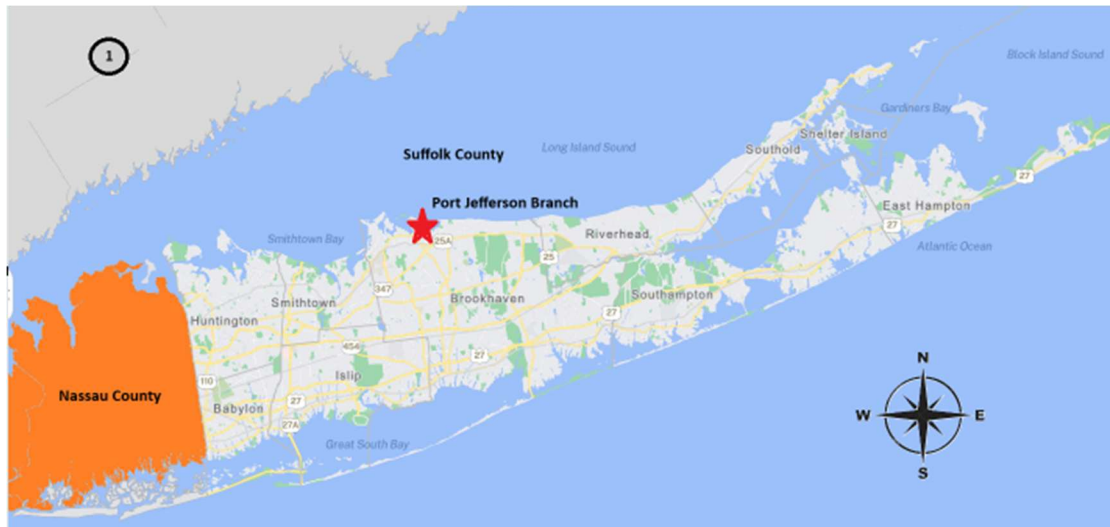 1
Block Island Sound
Gardiners Bay
Shelter Island
Long Island Sound
Suffolk County
Southold
27
Port Jefferson Branch
East Hampton
27
Riverhead
25A
Smithtown Bay
Atlantic Ocean
25
347
Southampton
Brookhaven
Smithtown
27
Huntington
454
27
N
Islip
110
Nassau County
27
Babylon
W
E
27A
Great South Bay
S